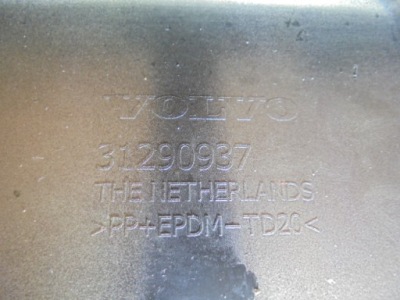 VOLVO
31290937
THE NETHERLANDS
>PP+EPDM-TD20<